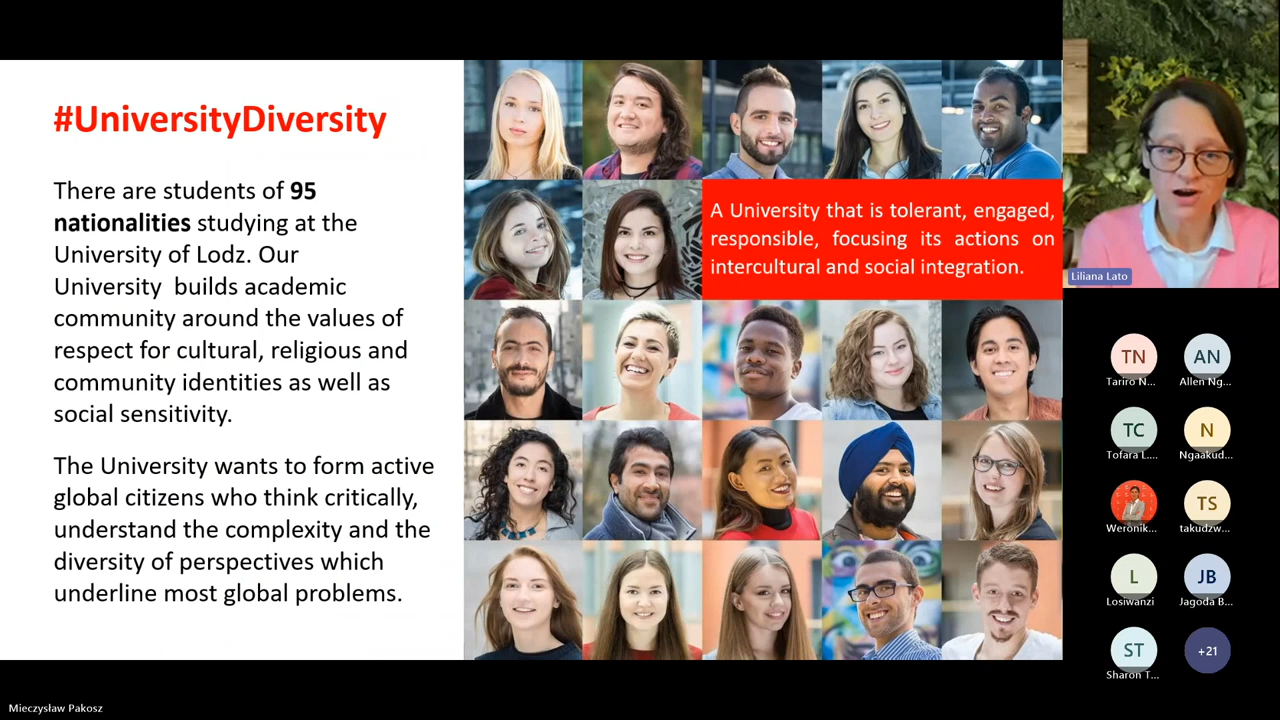 #UniversityDiversity
There are students of 95
nationalities studying at the
University of Lodz. Our
University builds academic
community around the values of
respect for cultural, religious and
community identities as well as
social sensitivity.
The University wants to form active
global citizens who think critically,
understand the complexity and the
diversity of perspectives which
underline most global problems.
A University that is tolerant, engaged,
responsible, focusing its actions on
intercultural and social integration.
Liliana Lato
TN
Tariro N...
AN
Allen Ng...
TC
Tofara L....
N
Ngaakud...
Weronik...
TS
takudzw...
L
Losiwanzi
JB
Jagoda B...
ST
Sharon T...
+21
Mieczysław Pakosz